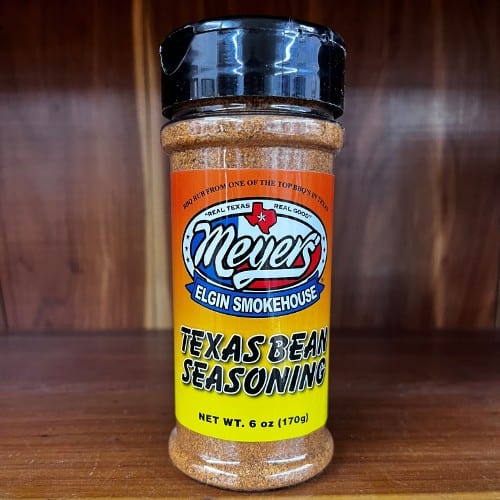 BBQ RUB FROM ONE OF THE TOP BBQ'S IN TEXAS
"REAL TEXAS REAL GOOD"
Meyers'
ELGIN SMOKEHOUSE
TEXAS BEAN
SEASONING
NET WT. 6 oz (170g)